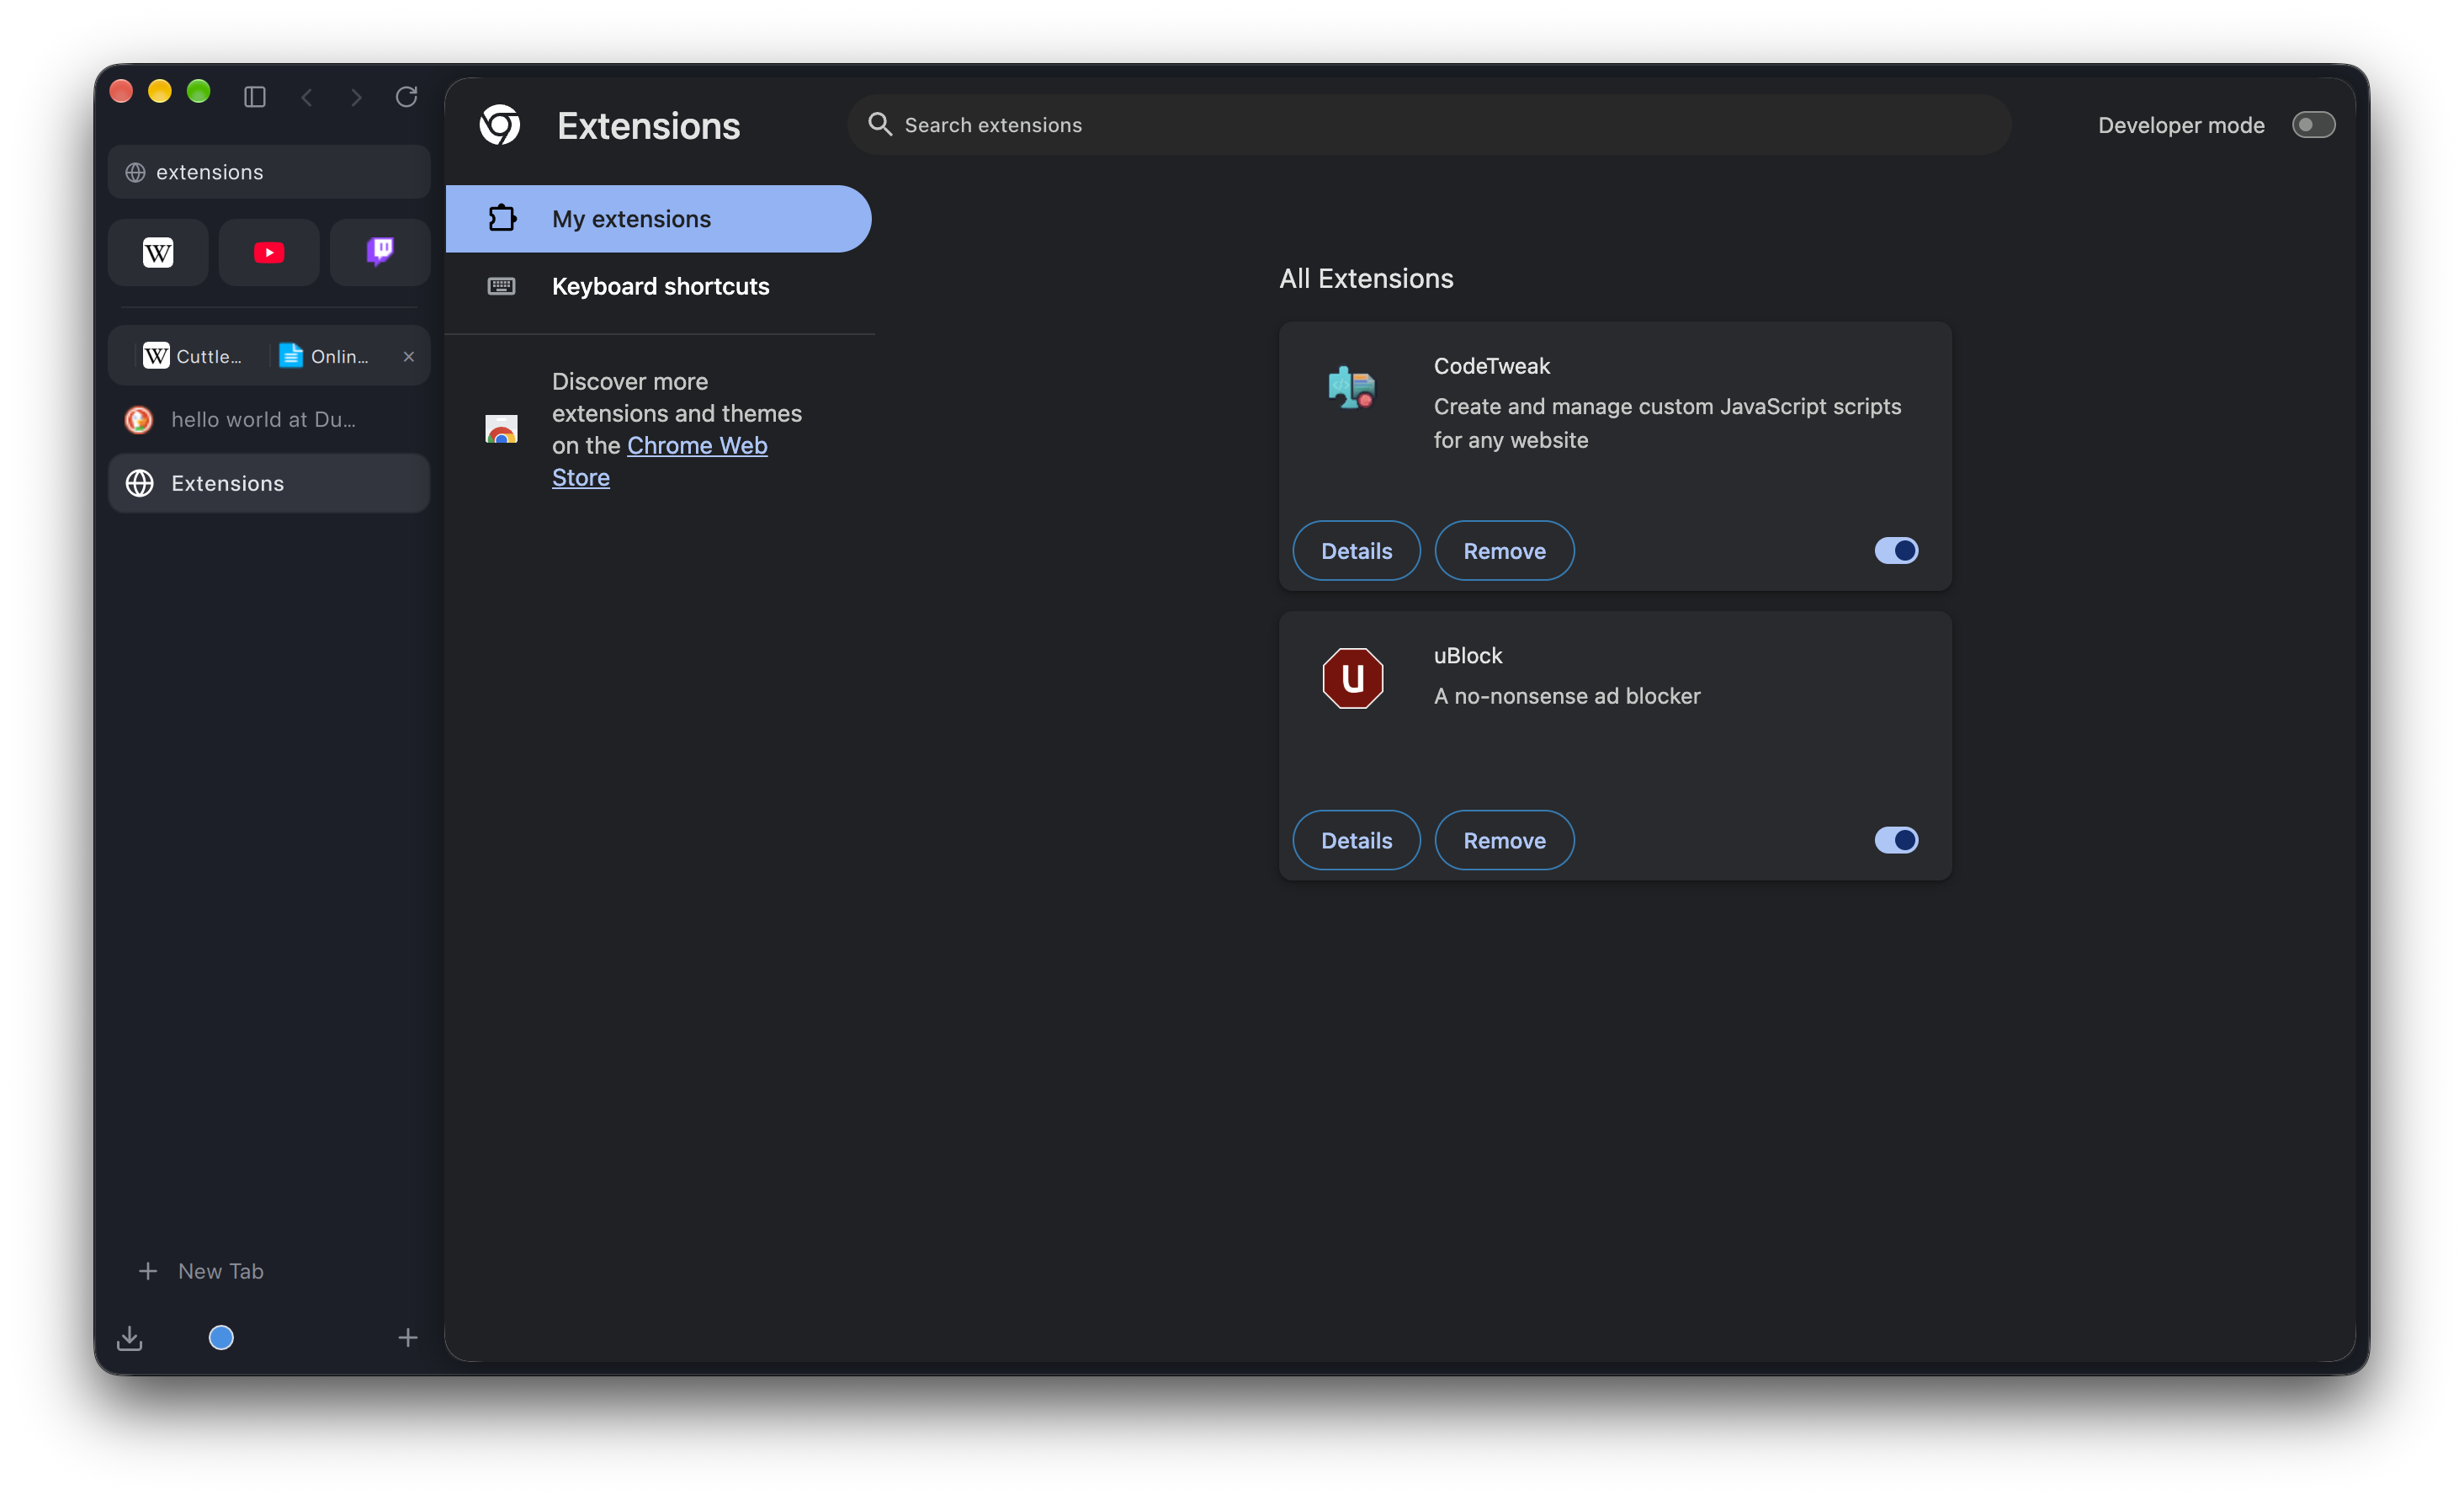 extensions
W
W Cuttle...
Onlin...
hello world at Du...
Extensions
New Tab
Extensions
Search extensions
Developer mode
My extensions
Keyboard shortcuts
Discover more
extensions and themes
on the Chrome Web
Store
All Extensions
CodeTweak
Create and manage custom JavaScript scripts
for any website
Details
Remove
uBlock
A no-nonsense ad blocker
Details
Remove